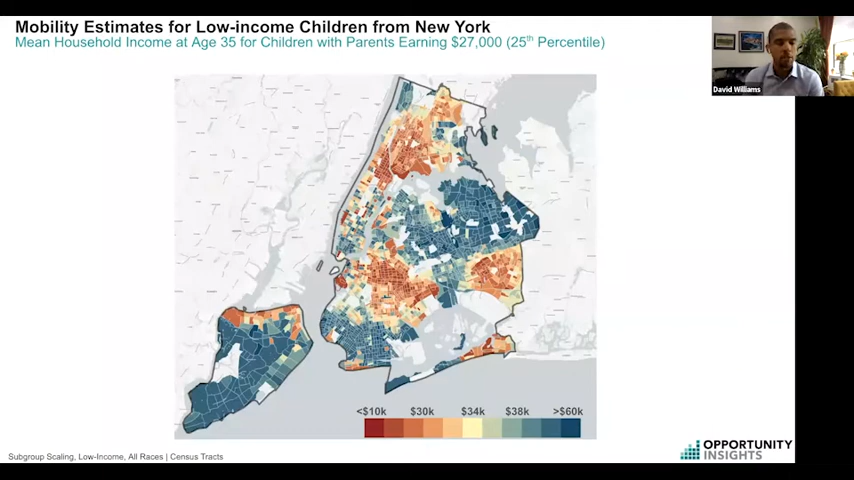 Mobility Estimates for Low-income Children from New York
Mean Household Income at Age 35 for Children with Parents Earning $27,000 (25th Percentile)
David Williams
<$10k $30k $34k $38k >$60k
Subgroup Scaling, Low-Income, All Races | Census Tracts
OPPORTUNITY
INSIGHTS